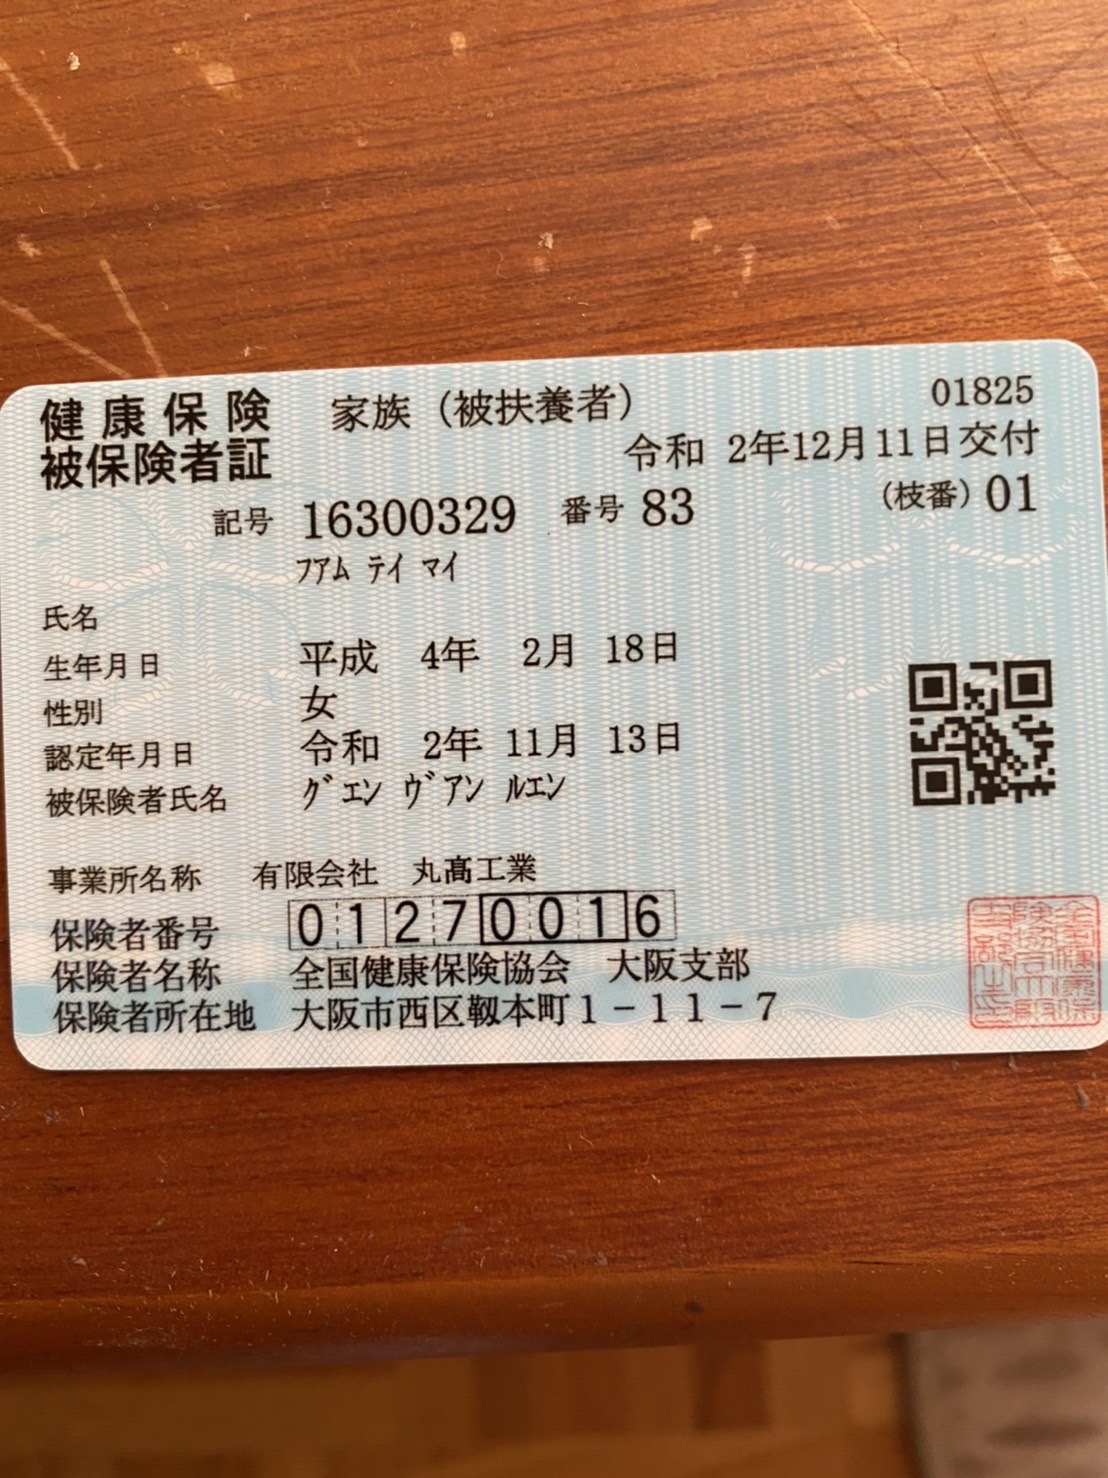 健康保険 家族（被扶養者） 01825
被保険者証 令和 2年12月11日交付
記号 16300329 番号 83 （枝番）01
ﾌｱﾑ ﾃｲ ﾏｲ
氏名
生年月日 平成 4年 2月 18日
性別 女
認定年月日 令和 2年 11月 13日
被保険者氏名 ｸﾞｴﾝ ｳﾞｱﾝ ﾙｴﾝ
事業所名称 有限会社 丸髙工業
保険者番号 01270016
保険者名称 全国健康保険協会 大阪支部
保険者所在地 大阪市西区靱本町１－１１－７